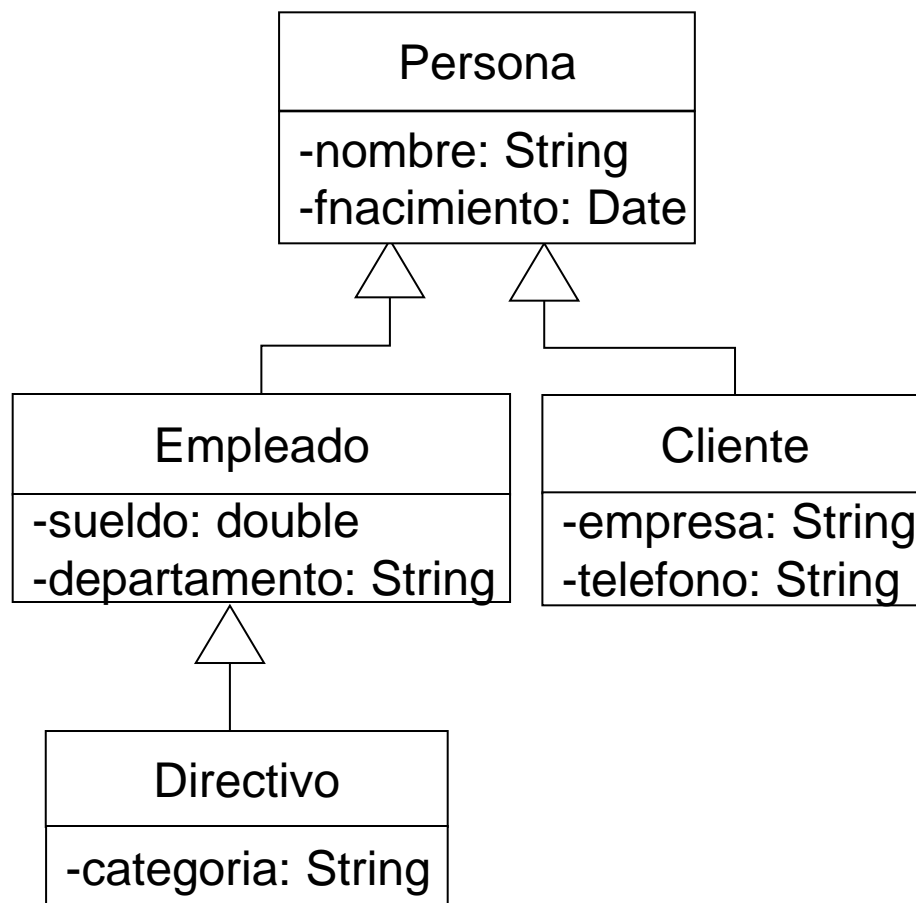 Persona
-nombre: String
-fnacimiento: Date
Empleado
-sueldo: double
-departamento: String
Cliente
-empresa: String
-telefono: String
Directivo
-categoria: String